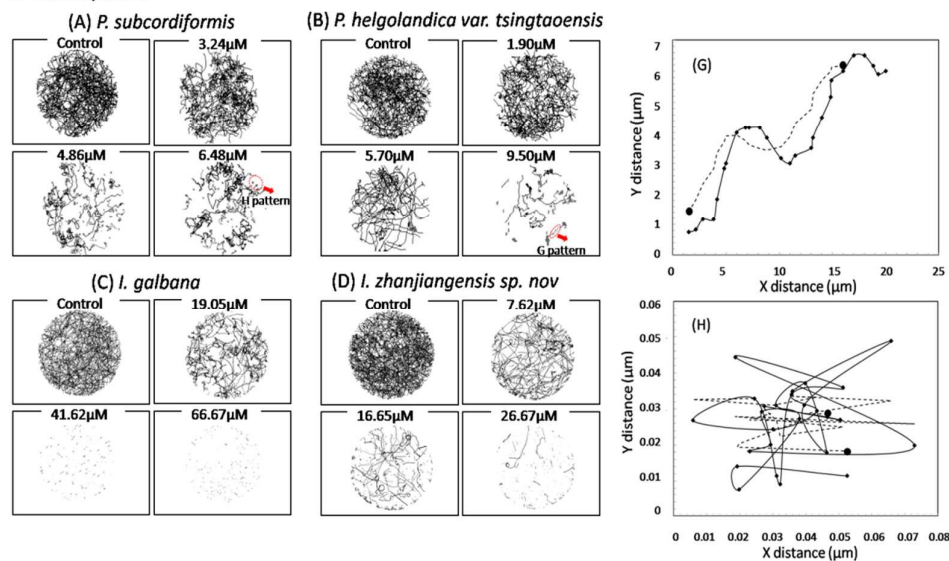 (A) P. subcordiformis
Control
3.24μM
4.86μM
6.48μM
H pattern
(B) P. helgolandica var. tsingtaoensis
Control
1.90μM
5.70μM
9.50μM
G pattern
(C) I. galbana
Control
19.05μM
41.62μM
66.67μM
(D) I. zhanjiangensis sp. nov
Control
7.62μM
16.65μM
26.67μM
(G)
Y distance (μm)
7
6
5
4
3
2
1
0
0 5 10 15 20 25
X distance (μm)
(H)
Y distance (μm)
0.06
0.05
0.04
0.03
0.02
0.01
0
0 0.01 0.02 0.03 0.04 0.05 0.06 0.07 0.08
X distance (μm)